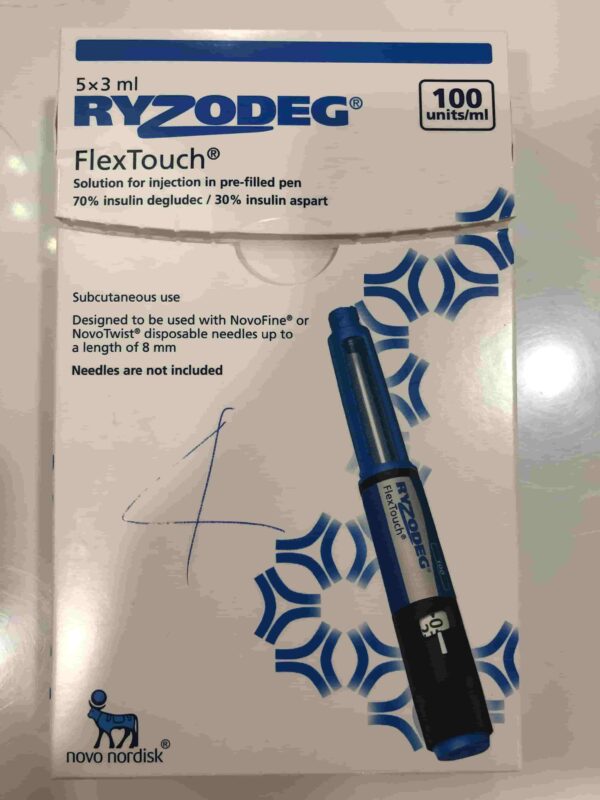 5×3 ml
RYZODEG®
100
units/ml
FlexTouch®
Solution for injection in pre-filled pen
70% insulin degludec / 30% insulin aspart
Subcutaneous use
Designed to be used with NovoFine® or
NovoTwist® disposable needles up to
a length of 8 mm
Needles are not included
4
RYZODEG®
FlexTouch®
novo nordisk®